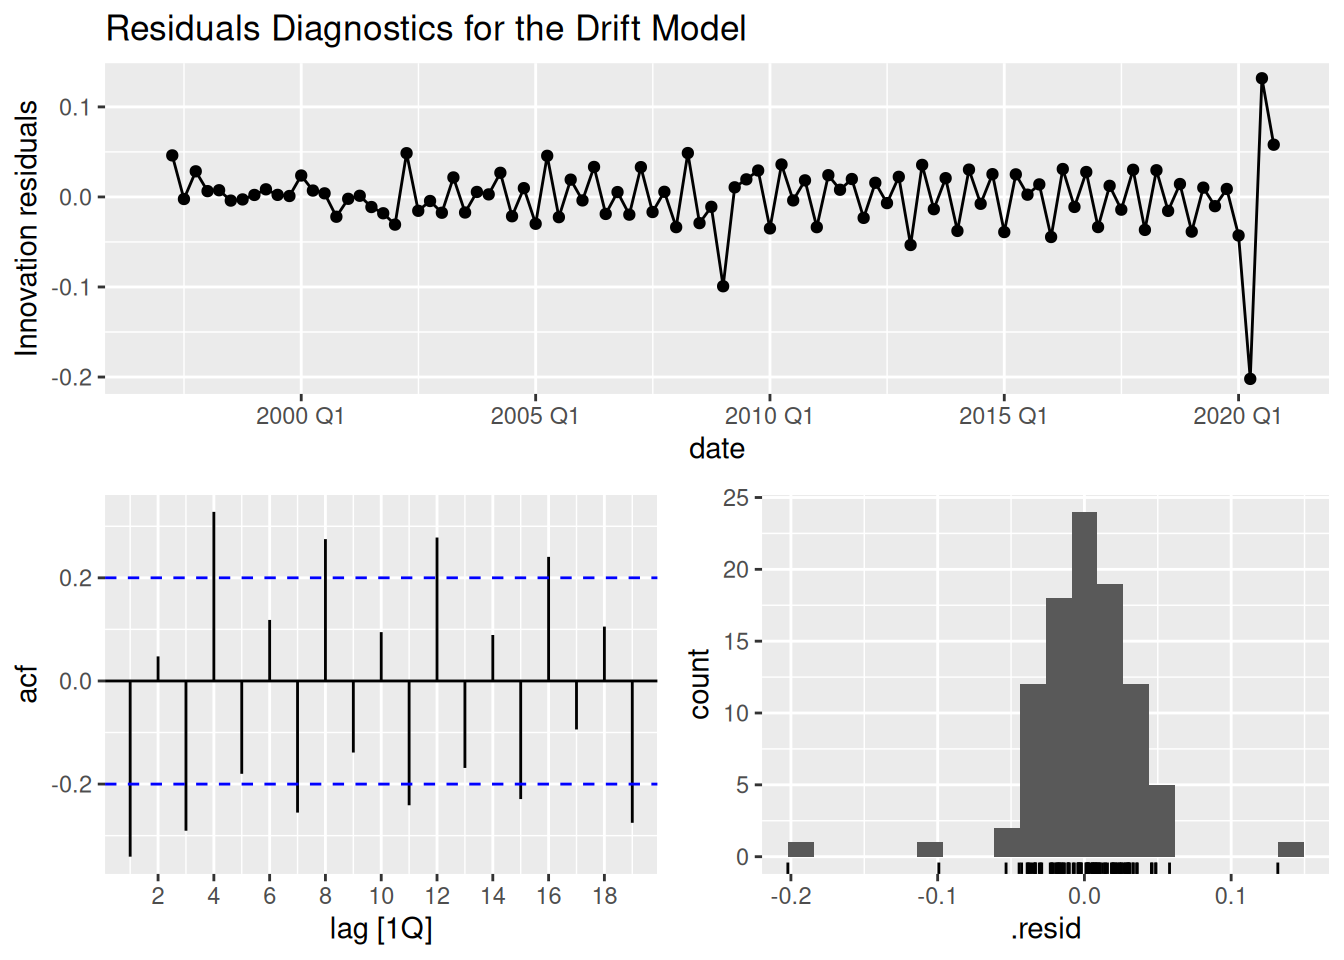 Residuals Diagnostics for the Drift Model
Innovation residuals
0.1
0.0
-0.1
-0.2
2000 Q1
2005 Q1
2010 Q1
2015 Q1
2020 Q1
date
acf
0.2
0.0
-0.2
2
4
6
8
10
12
14
16
18
lag [1Q]
count
25
20
15
10
5
0
-0.2
-0.1
0.0
0.1
.resid